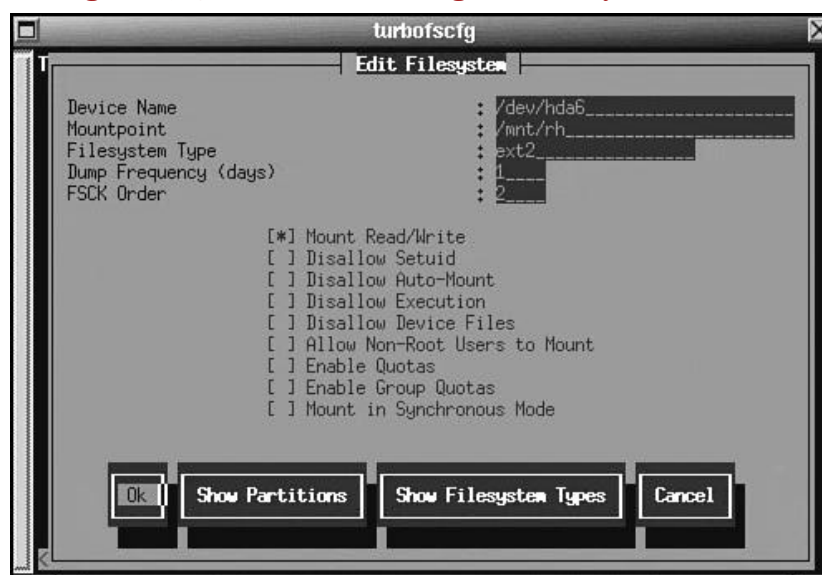 turbofscfg
T
Edit Filesystem
Device Name : /dev/hda6
Mountpoint : /mnt/rh
Filesystem Type : ext2
Dump Frequency (days) : 1
FSCK Order : 2
[*] Mount Read/Write
[ ] Disallow Setuid
[ ] Disallow Auto-Mount
[ ] Disallow Execution
[ ] Disallow Device Files
[ ] Allow Non-Root Users to Mount
[ ] Enable Quotas
[ ] Enable Group Quotas
[ ] Mount in Synchronous Mode
Ok Show Partitions Show Filesystem Types Cancel